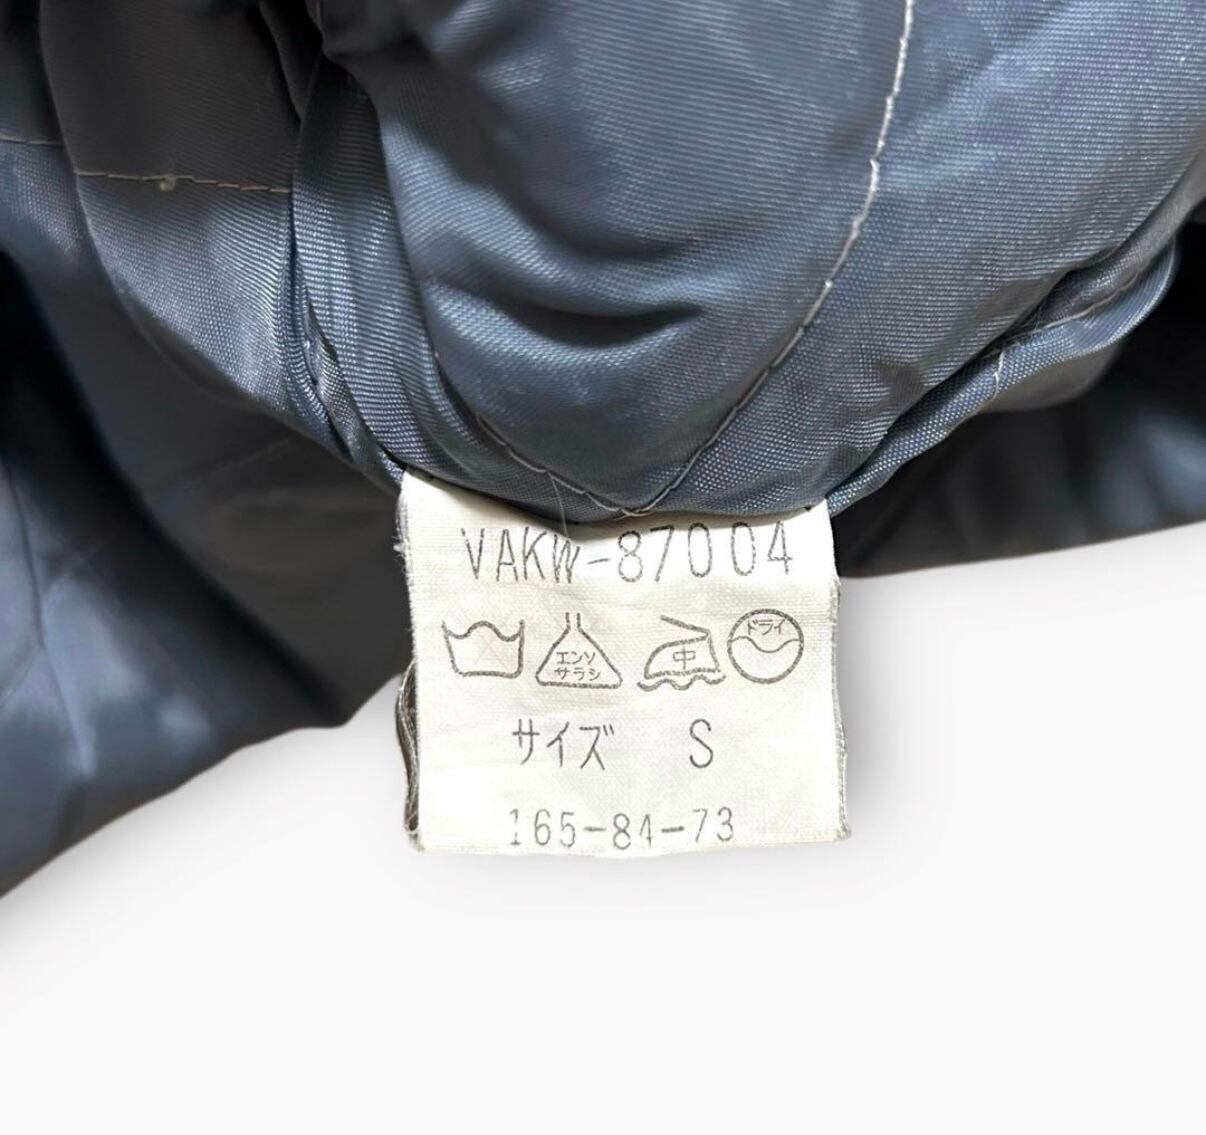 VAKW-87004
エンソ
サラシ
中
ドライ
サイズ S
165-84-73